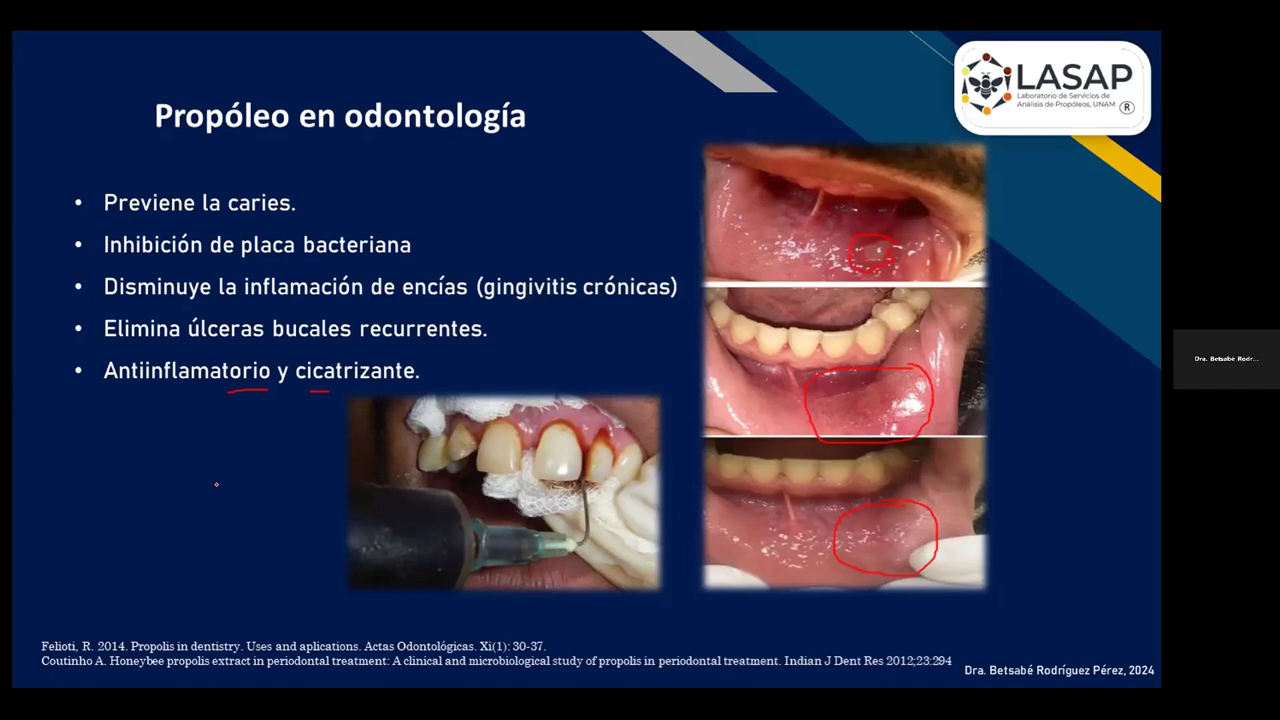 LASAP
Laboratorio de Servicios de
Análisis de Propóleos, UNAM ®
Propóleo en odontología
• Previene la caries.
• Inhibición de placa bacteriana
• Disminuye la inflamación de encías (gingivitis crónicas)
• Elimina úlceras bucales recurrentes.
• Antiinflamatorio y cicatrizante.
Dra. Betsabé Rodr...
Felioti, R. 2014. Propolis in dentistry. Uses and aplications. Actas Odontológicas. Xi(1): 30-37.
Coutinho A. Honeybee propolis extract in periodontal treatment: A clinical and microbiological study of propolis in periodontal treatment. Indian J Dent Res 2012;23:294
Dra. Betsabé Rodríguez Pérez, 2024